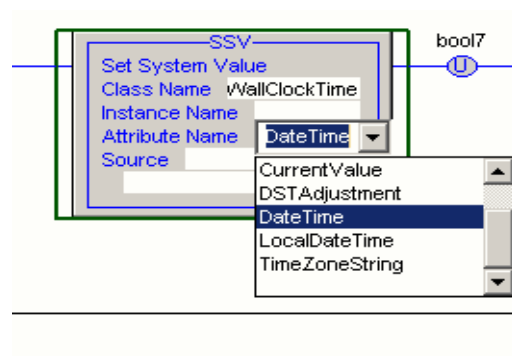 SSV
bool7
Set System Value
U
Class Name WallClockTime
Instance Name
Attribute Name DateTime
Source
CurrentValue
DSTAdjustment
DateTime
LocalDateTime
TimeZoneString